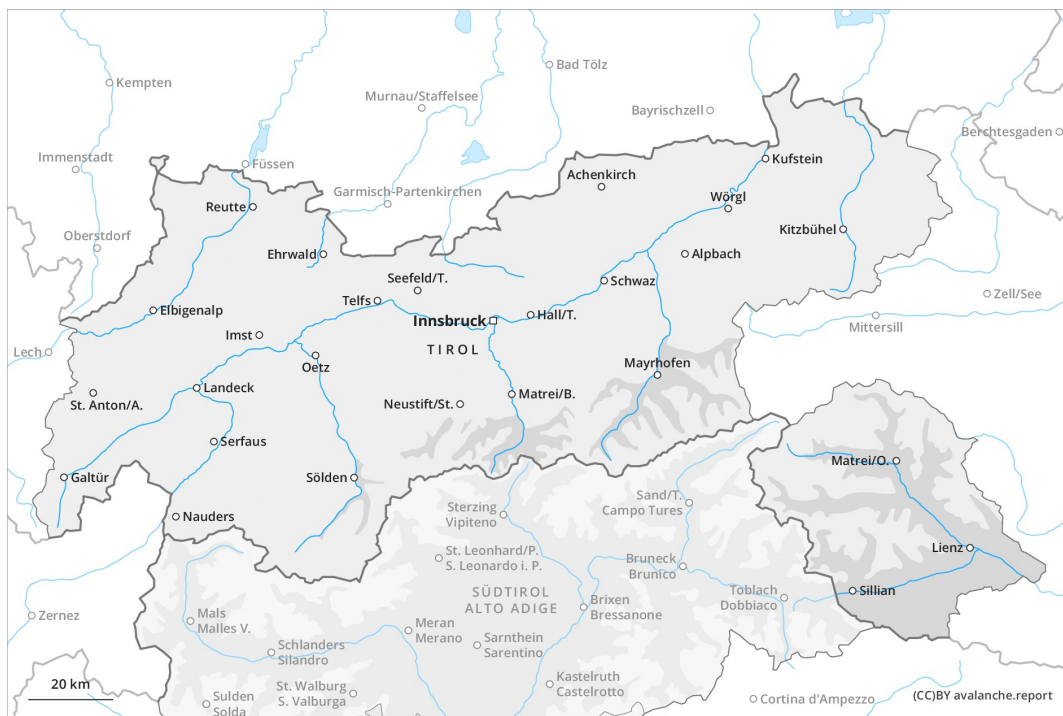 Kempten
Bad Tölz
Murnau/Staffelsee
Bayrischzell
Berchtesgaden
Immenstadt
Füssen
Kufstein
Achenkirch
Garmisch-Partenkirchen
Reutte
Wörgl
Oberstdorf
Kitzbühel
Ehrwald
Alpbach
Seefeld/T.
Schwaz
Zell/See
Telfs
Elbigenalp
Innsbruck
Hall/T.
Mittersill
Imst
TIROL
Lech
Oetz
Mayrhofen
Landeck
St. Anton/A.
Neustift/St.
Matrei/B.
Serfaus
Matrei/O.
Galtür
Sölden
Sand/T.
Campo Tures
Sterzing
Vipiteno
Nauders
Lienz
St. Leonhard/P.
S. Leonardo i. P.
Bruneck
Brunico
SÜDTIROL
ALTO ADIGE
Toblach
Dobbiaco
Sillian
Brixen
Bressanone
Zernez
Mals
Malles V.
Meran
Merano
Sarnthein
Sarentino
Schlanders
Silandro
Kastelruth
Castelrotto
20 km
St. Walburg
S. Valburga
Sulden
Solda
Cortina d'Ampezzo
(CC)BY avalanche.report